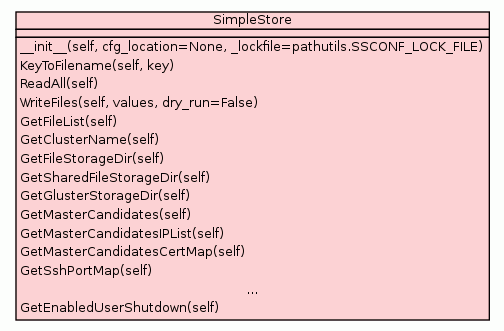 SimpleStore
__init__(self, cfg_location=None, _lockfile=pathutils.SSCONF_LOCK_FILE)
KeyToFilename(self, key)
ReadAll(self)
WriteFiles(self, values, dry_run=False)
GetFileList(self)
GetClusterName(self)
GetFileStorageDir(self)
GetSharedFileStorageDir(self)
GetGlusterStorageDir(self)
GetMasterCandidates(self)
GetMasterCandidatesIPList(self)
GetMasterCandidatesCertMap(self)
GetSshPortMap(self)
...
GetEnabledUserShutdown(self)